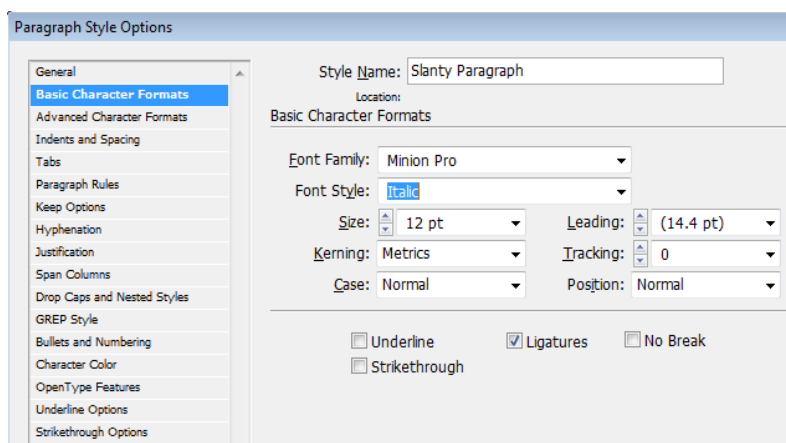 Paragraph Style Options
General
Basic Character Formats
Advanced Character Formats
Indents and Spacing
Tabs
Paragraph Rules
Keep Options
Hyphenation
Justification
Span Columns
Drop Caps and Nested Styles
GREP Style
Bullets and Numbering
Character Color
OpenType Features
Underline Options
Strikethrough Options
Style Name: Slanty Paragraph
Location:
Basic Character Formats
Font Family: Minion Pro
Font Style: Italic
Size: 12 pt Leading: (14.4 pt)
Kerning: Metrics Tracking: 0
Case: Normal Position: Normal
Underline Ligatures No Break
Strikethrough